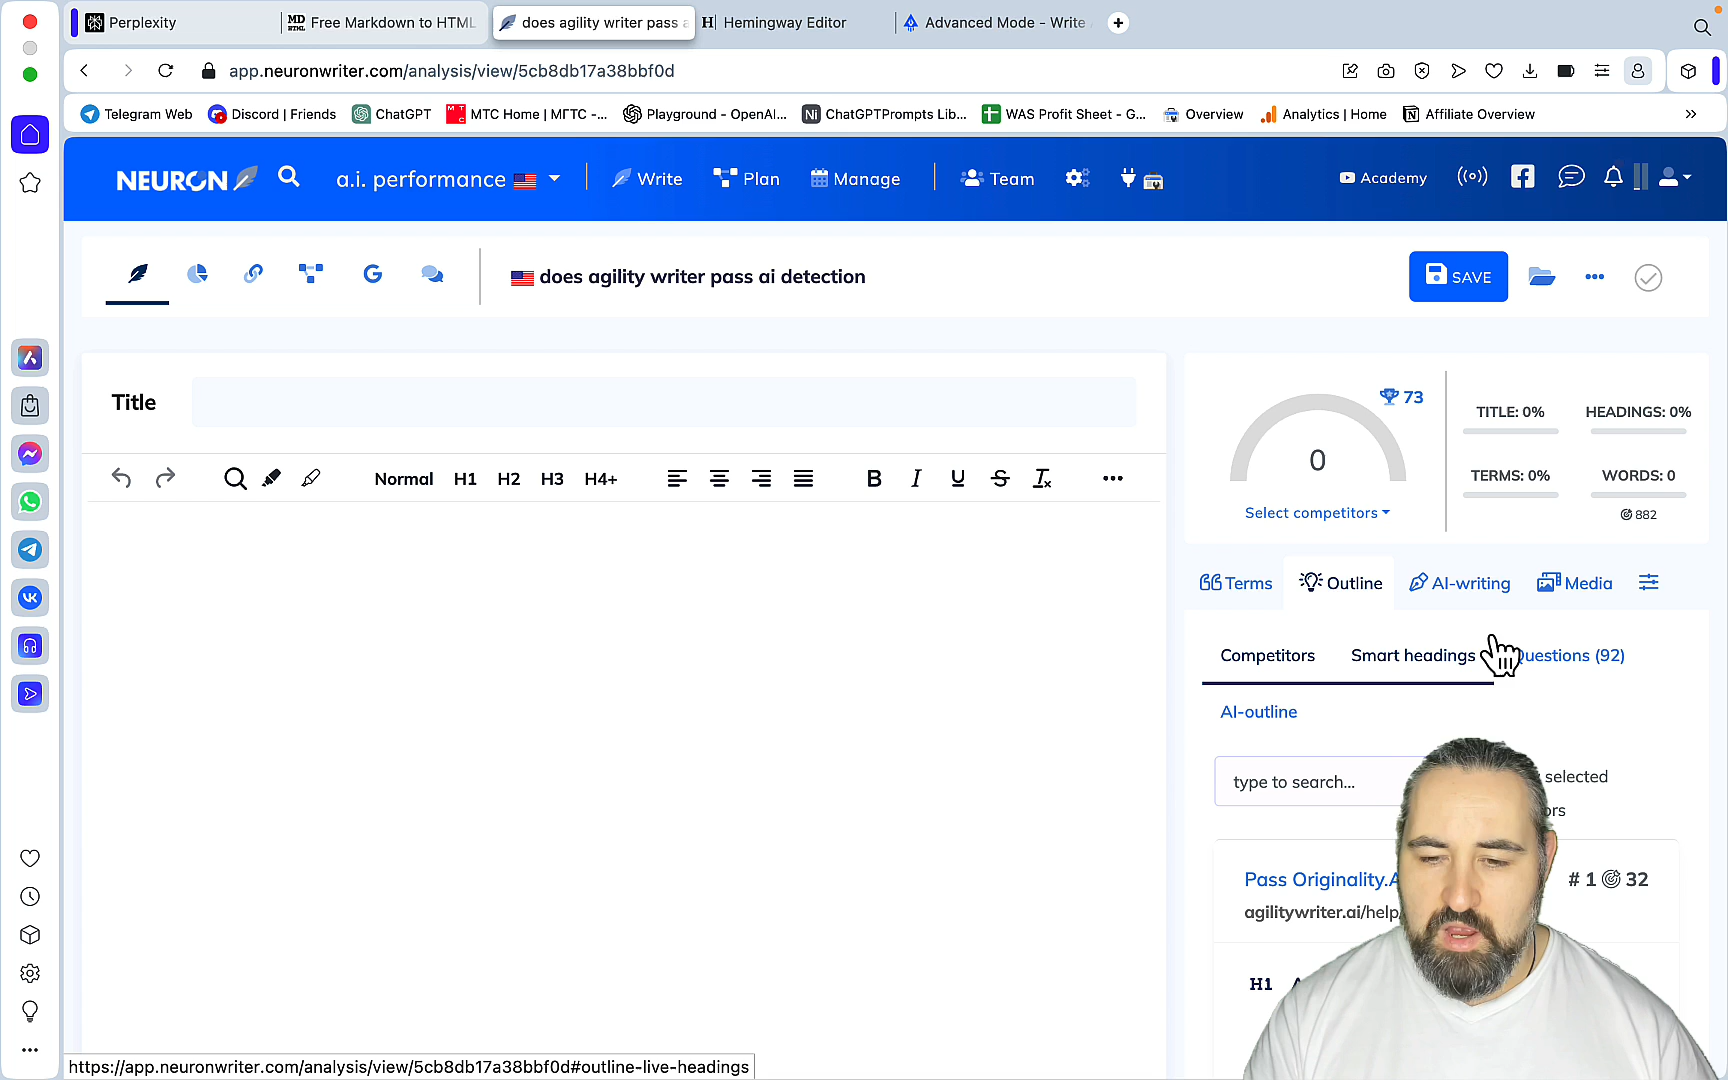 Perplexity
Free Markdown to HTML
does agility writer pass a
Hemingway Editor
Advanced Mode - Write
app.neuronwriter.com/analysis/view/5cb8db17a38bbf0d
Telegram Web
Discord | Friends
ChatGPT
МТС Home | МГТС -...
Playground - OpenAI...
ChatGPTPrompts Lib...
WAS Profit Sheet - G...
Overview
Analytics | Home
Affiliate Overview
NEURON
a.i. performance
Write
Plan
Manage
Team
Academy
does agility writer pass ai detection
SAVE
Title
Normal H1 H2 H3 H4+
73
0
Select competitors
TITLE: 0%
HEADINGS: 0%
TERMS: 0%
WORDS: 0
882
Terms
Outline
AI-writing
Media
Competitors
Smart headings
Questions (92)
AI-outline
type to search...
selected
ors
Pass Originality.A
# 1 32
agilitywriter.ai/help/
H1
https://app.neuronwriter.com/analysis/view/5cb8db17a38bbf0d#outline-live-headings